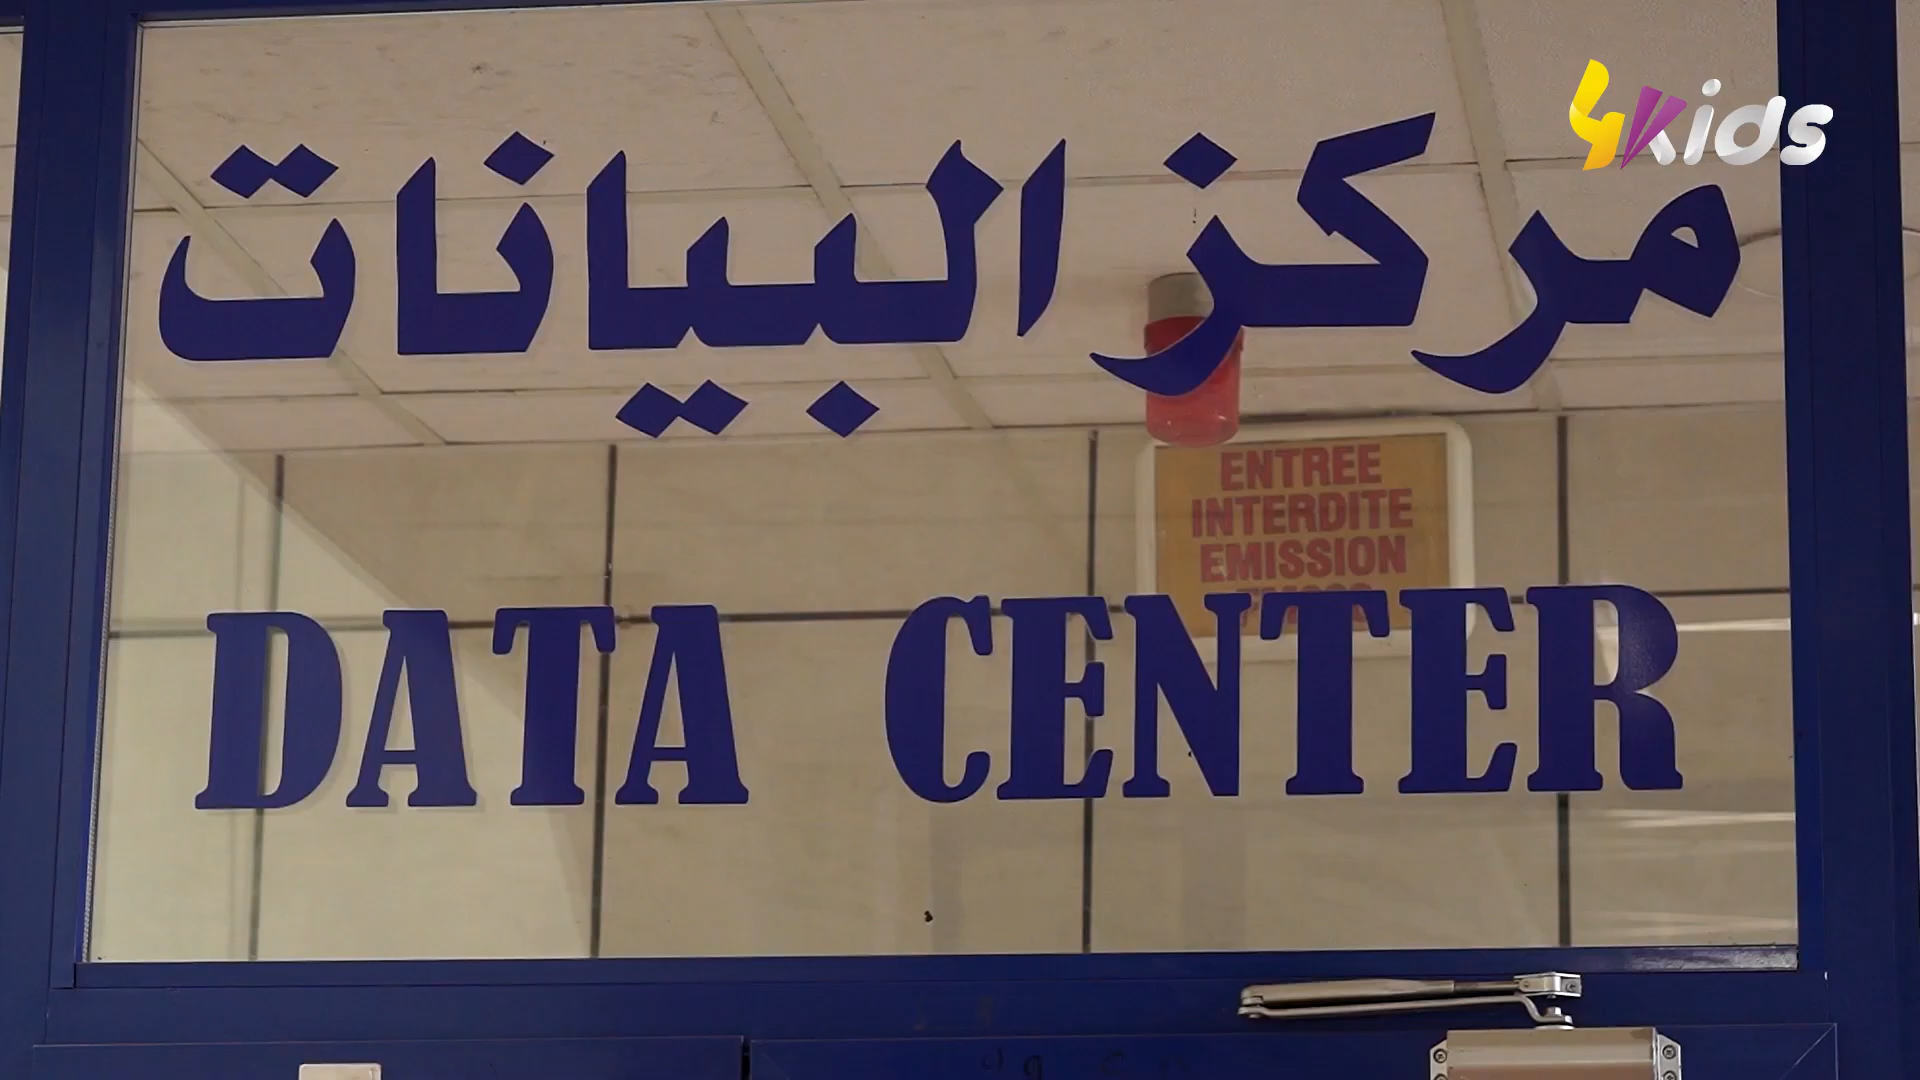 4Kids
مركز البيانات
ENTREE
INTERDITE
EMISSION
DATA CENTER